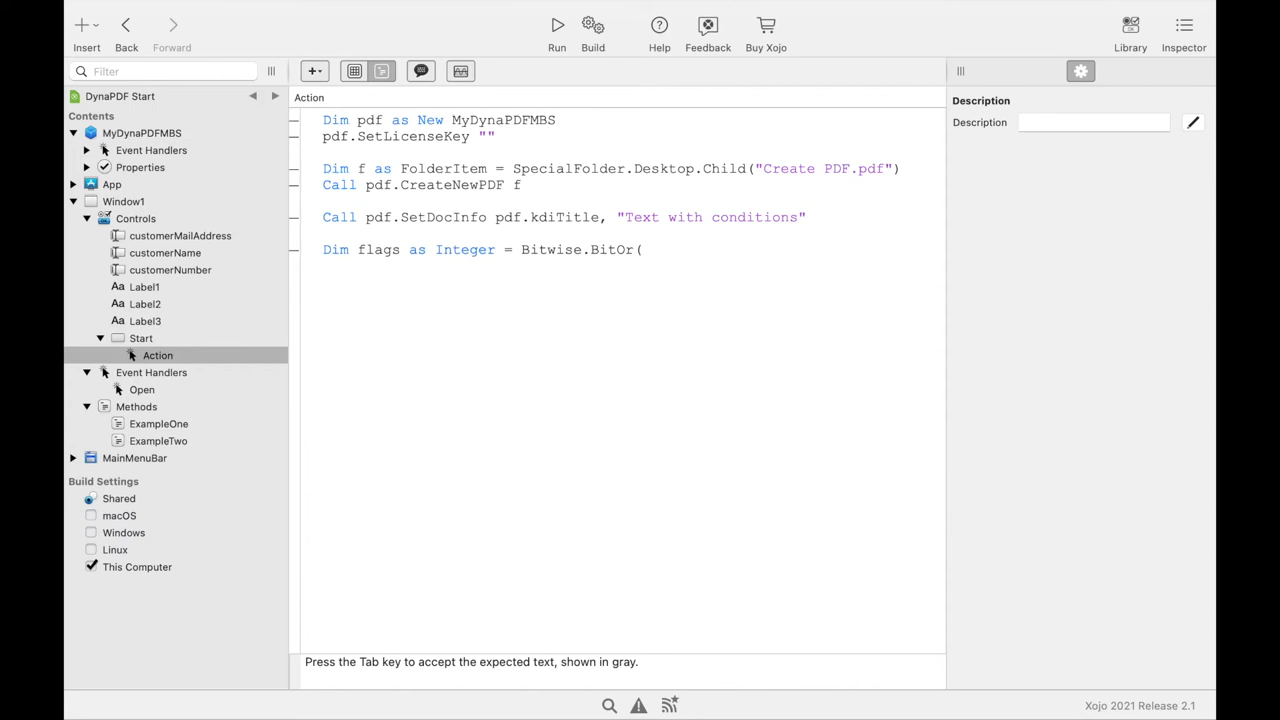 Insert
Back
Forward
Run
Build
Help
Feedback
Buy Xojo
Library
Inspector
Filter
DynaPDF Start
Contents
MyDynaPDFMBS
Event Handlers
Properties
App
Window1
Controls
customerMailAddress
customerName
customerNumber
Aa Label1
Aa Label2
Aa Label3
Start
Action
Event Handlers
Open
Methods
ExampleOne
ExampleTwo
MainMenuBar
Build Settings
Shared
macOS
Windows
Linux
This Computer
Action
Dim pdf as New MyDynaPDFMBS
pdf.SetLicenseKey ""
Dim f as FolderItem = SpecialFolder.Desktop.Child("Create PDF.pdf")
Call pdf.CreateNewPDF f
Call pdf.SetDocInfo pdf.kdiTitle, "Text with conditions"
Dim flags as Integer = Bitwise.BitOr(
Press the Tab key to accept the expected text, shown in gray.
Description
Description
Xojo 2021 Release 2.1